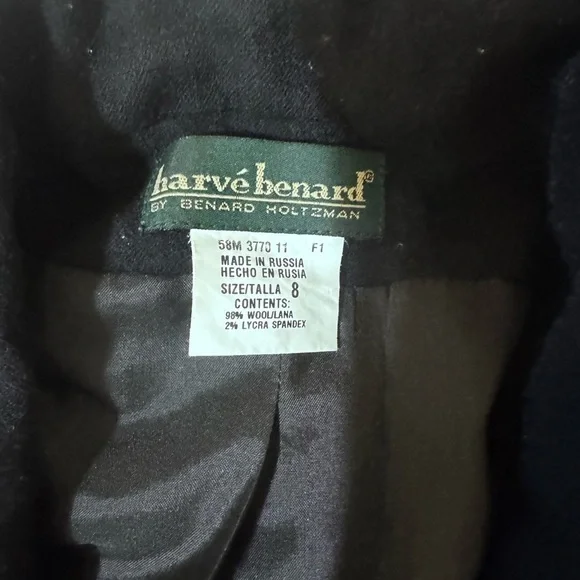 harvé benard®
BY BENARD HOLTZMAN
58M 3770 11 F1
MADE IN RUSSIA
HECHO EN RUSIA
SIZE/TALLA 8
CONTENTS:
98% WOOL/LANA
2% LYCRA SPANDEX